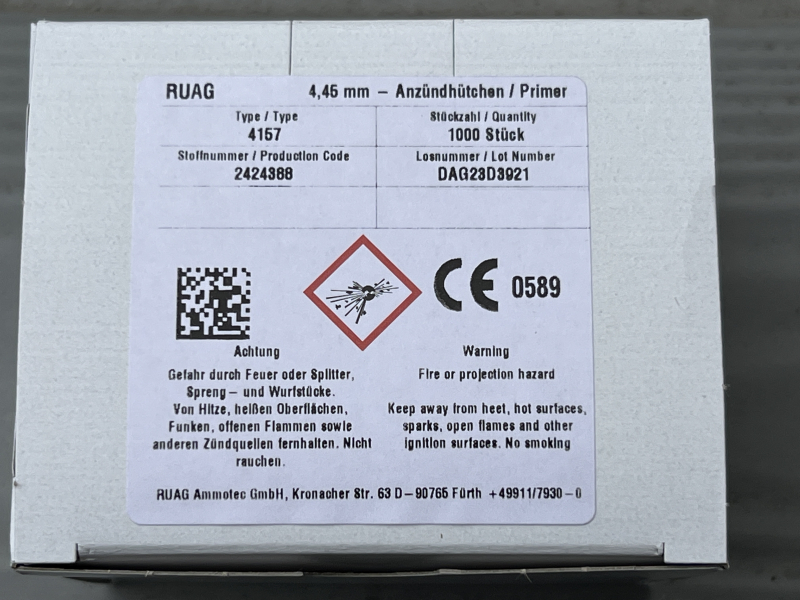 RUAG 4,45 mm – Anzündhütchen / Primer
Type / Type
4157
Stückzahl / Quantity
1000 Stück
Stoffnummer / Production Code
2424388
Losnummer / Lot Number
DAG23D3921
CE 0589
Achtung
Gefahr durch Feuer oder Splitter,
Spreng – und Wurfstücke.
Von Hitze, heißen Oberflächen,
Funken, offenen Flammen sowie
anderen Zündquellen fernhalten. Nicht
rauchen.
Warning
Fire or projection hazard
Keep away from heet, hot surfaces,
sparks, open flames and other
ignition surfaces. No smoking
RUAG Ammotec GmbH, Kronacher Str. 63 D–90765 Fürth +49911/7930–0